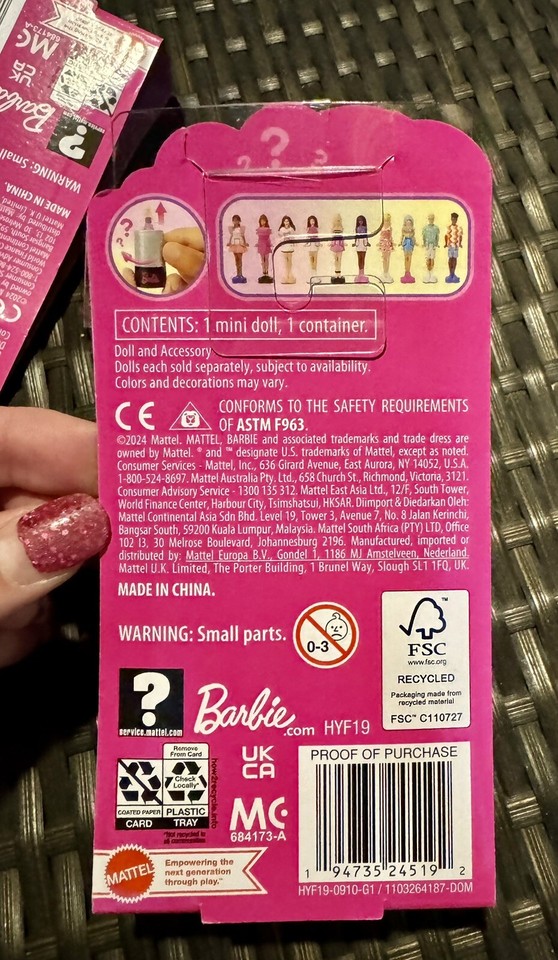 ?
CONTENTS: 1 mini doll, 1 container.
Doll and Accessory
Dolls each sold separately, subject to availability.
Colors and decorations may vary.
CE
CONFORMS TO THE SAFETY REQUIREMENTS
OF ASTM F963.
©2024 Mattel. MATTEL, BARBIE and associated trademarks and trade dress are
owned by Mattel. ® and ™ designate U.S. trademarks of Mattel, except as noted.
Consumer Services - Mattel, Inc., 636 Girard Avenue, East Aurora, NY 14052, U.S.A.
1-800-524-8697. Mattel Australia Pty. Ltd., 658 Church St., Richmond, Victoria, 3121.
Consumer Advisory Service - 1300 135 312. Mattel East Asia Ltd., 12/F, South Tower,
World Finance Center, Harbour City, Tsimshatsui, HKSAR. Diimport & Diedarkan Oleh:
Mattel Continental Asia Sdn Bhd. Level 19, Tower 3, Avenue 7, No. 8 Jalan Kerinchi,
Bangsar South, 59200 Kuala Lumpur, Malaysia. Mattel South Africa (PTY) LTD, Office
102 I3, 30 Melrose Boulevard, Johannesburg 2196. Manufactured, imported or
distributed by: Mattel Europa B.V., Gondel 1, 1186 MJ Amstelveen, Nederland.
Mattel U.K. Limited, The Porter Building, 1 Brunel Way, Slough SL1 1FQ, UK.
MADE IN CHINA.
WARNING: Small parts.
0-3
FSC™
www.fsc.org
RECYCLED
Packaging made from
recycled material
FSC™ C110727
?
service.mattel.com
Barbie.com HYF19
Remove
From Card
Check
Locally*
COATED PAPER
CARD
PLASTIC
TRAY
*Not recycled in
all communities
how2recycle.info
UK
CA
MC
684173-A
PROOF OF PURCHASE
1 94735 24519 2
HYF19-0910-G1 / 1103264187-DOM
MATTEL
Empowering the
next generation
through play.™
MC
684173-A
UK
CA
Barbie
?
WARNING: Small
MADE IN CHINA.